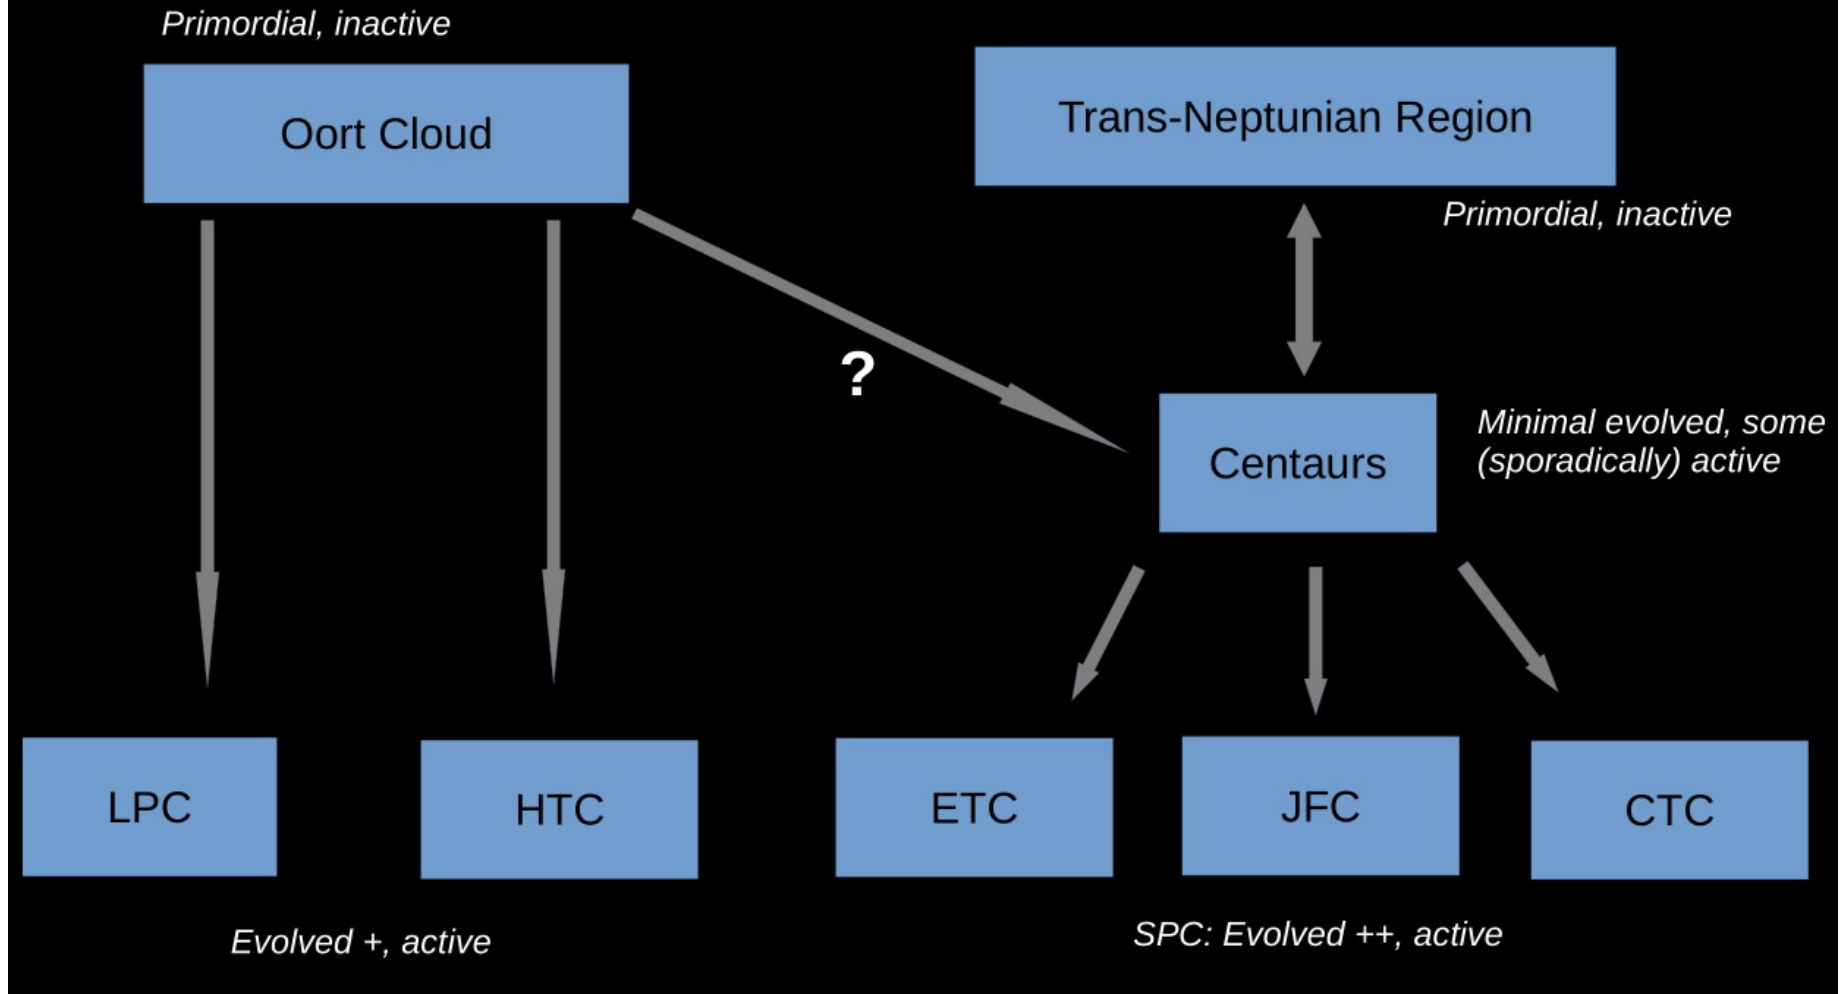 Primordial, inactive
Oort Cloud
Trans-Neptunian Region
Primordial, inactive
?
Centaurs
Minimal evolved, some
(sporadically) active
LPC
HTC
ETC
JFC
CTC
Evolved +, active
SPC: Evolved ++, active